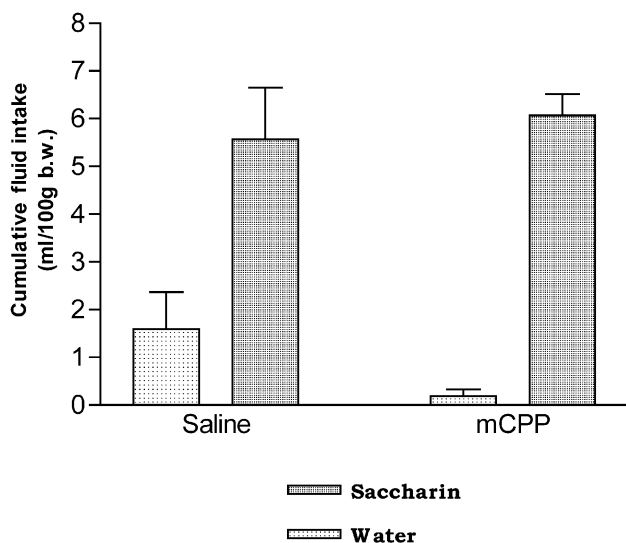 8
7
6
5
4
3
2
1
0
Cumulative fluid intake
(ml/100g b.w.)
Saline mCPP
Saccharin
Water